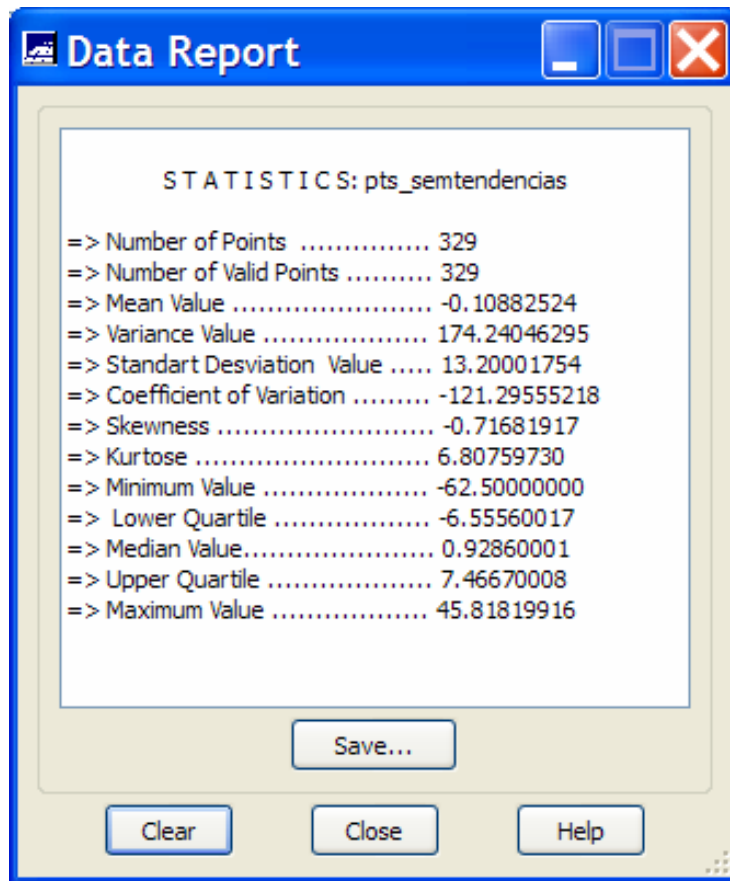 Data Report
S T A T I S T I C S: pts_semtendencias
=> Number of Points ............... 329
=> Number of Valid Points .......... 329
=> Mean Value ....................... -0.10882524
=> Variance Value ................... 174.24046295
=> Standart Desviation Value ..... 13.20001754
=> Coefficient of Variation ......... -121.29555218
=> Skewness ......................... -0.71681917
=> Kurtose ........................... 6.80759730
=> Minimum Value ................... -62.50000000
=> Lower Quartile .................. -6.55560017
=> Median Value...................... 0.92860001
=> Upper Quartile ................... 7.46670008
=> Maximum Value .................. 45.81819916
Save...
Clear Close Help